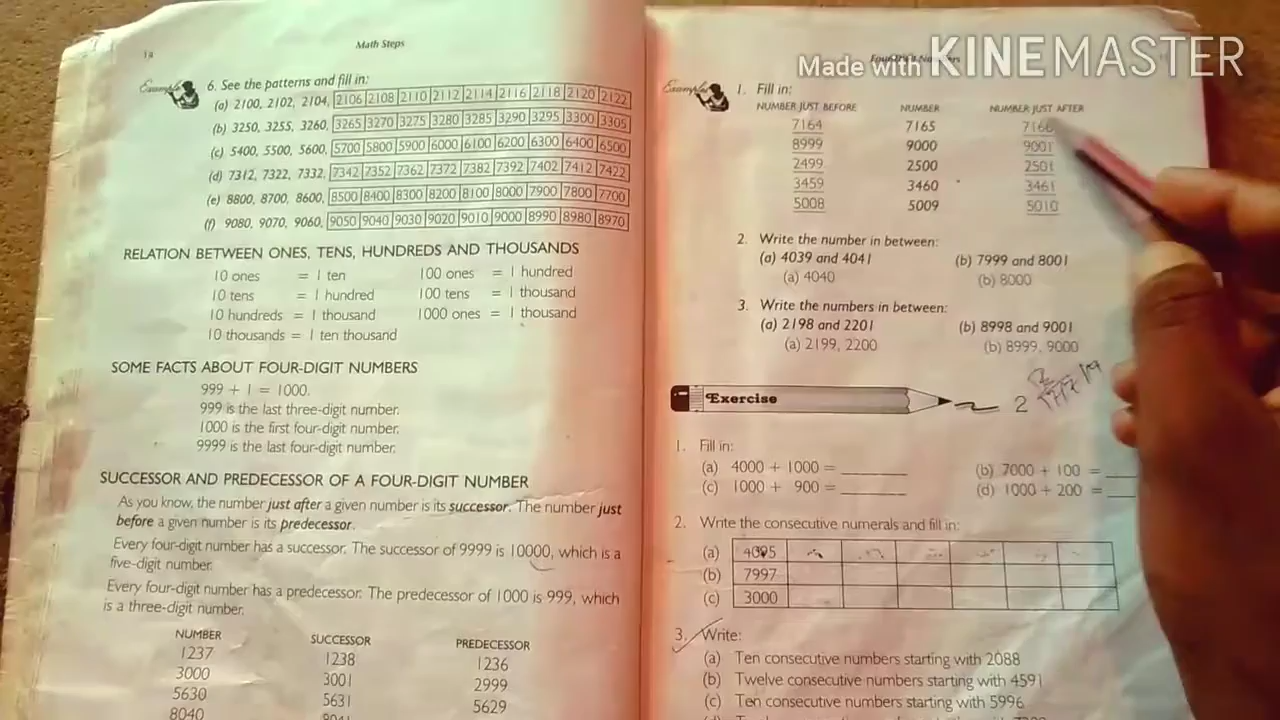 Made with KINEMASTER
Math Steps
Example
6. See the patterns and fill in:
(a) 2100, 2102, 2104, 2106 2108 2110 2112 2114 2116 2118 2120 2122
(b) 3250, 3255, 3260, 3265 3270 3275 3280 3285 3290 3295 3300 3305
(c) 5400, 5500, 5600, 5700 5800 5900 6000 6100 6200 6300 6400 6500
(d) 7312, 7322, 7332, 7342 7352 7362 7372 7382 7392 7402 7412 7422
(e) 8800, 8700, 8600, 8500 8400 8300 8200 8100 8000 7900 7800 7700
(f) 9080, 9070, 9060, 9050 9040 9030 9020 9010 9000 8990 8980 8970
RELATION BETWEEN ONES, TENS, HUNDREDS AND THOUSANDS
10 ones = 1 ten 100 ones = 1 hundred
10 tens = 1 hundred 100 tens = 1 thousand
10 hundreds = 1 thousand 1000 ones = 1 thousand
10 thousands = 1 ten thousand
SOME FACTS ABOUT FOUR-DIGIT NUMBERS
999 + 1 = 1000.
999 is the last three-digit number.
1000 is the first four-digit number.
9999 is the last four-digit number.
SUCCESSOR AND PREDECESSOR OF A FOUR-DIGIT NUMBER
As you know, the number just after a given number is its successor. The number just
before a given number is its predecessor.
Every four-digit number has a successor. The successor of 9999 is 10000, which is a
five-digit number.
Every four-digit number has a predecessor. The predecessor of 1000 is 999, which
is a three-digit number.
NUMBER SUCCESSOR PREDECESSOR
1237 1238 1236
3000 3001 2999
5630 5631 5629
8040 8041
Example
1. Fill in:
NUMBER JUST BEFORE NUMBER NUMBER JUST AFTER
7164 7165 7166
8999 9000 9001
2499 2500 2501
3459 3460 3461
5008 5009 5010
2. Write the number in between:
(a) 4039 and 4041 (b) 7999 and 8001
(a) 4040 (b) 8000
3. Write the numbers in between:
(a) 2198 and 2201 (b) 8998 and 9001
(a) 2199, 2200 (b) 8999, 9000
Exercise 2
1. Fill in:
(a) 4000 + 1000 = (b) 7000 + 100 =
(c) 1000 + 900 = (d) 1000 + 200 =
2. Write the consecutive numerals and fill in:
(a) 4095
(b) 7997
(c) 3000
3. Write:
(a) Ten consecutive numbers starting with 2088
(b) Twelve consecutive numbers starting with 4591
(c) Ten consecutive numbers starting with 5996